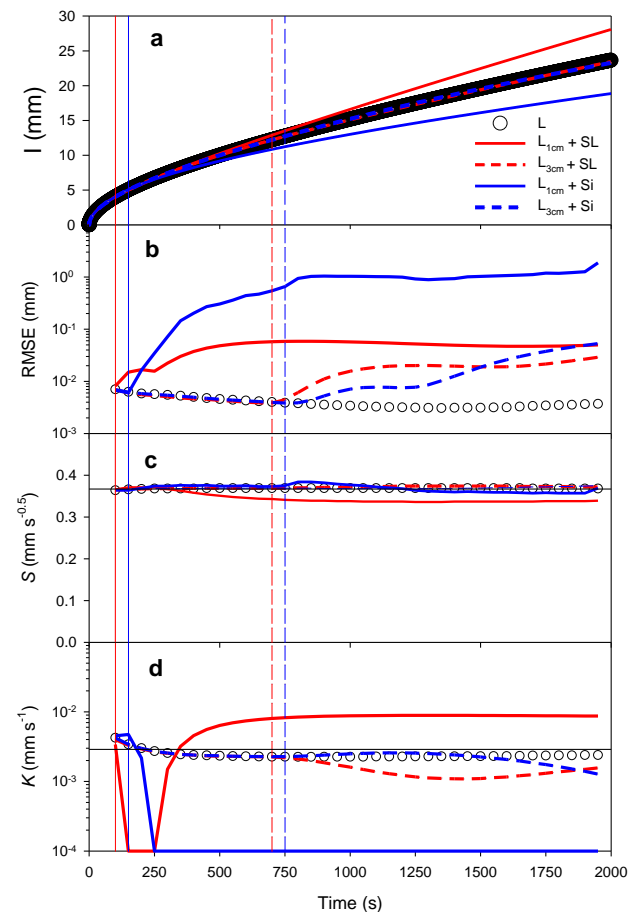 a
30
25
20
15
10
5
0
I (mm)
L
L1cm + SL
L3cm + SL
L1cm + Si
L3cm + Si
b
10^0
10^-1
10^-2
10^-3
RMSE (mm)
c
0.4
0.3
0.4
0.1
0.0
S (mm s^-0.5)
d
10^-2
10^-3
10^-4
K (mm s^-1)
0 250 500 750 1000 1250 1500 1750 2000
Time (s)